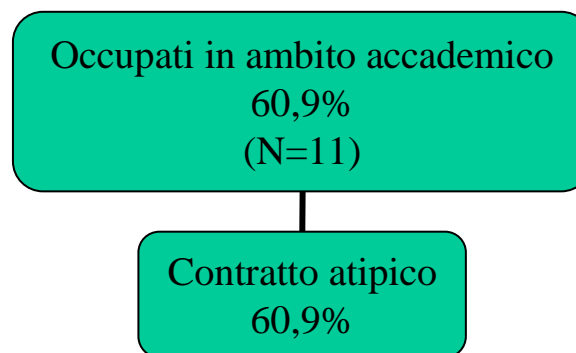 Occupati in ambito accademico
60,9%
(N=11)
Contratto atipico
60,9%